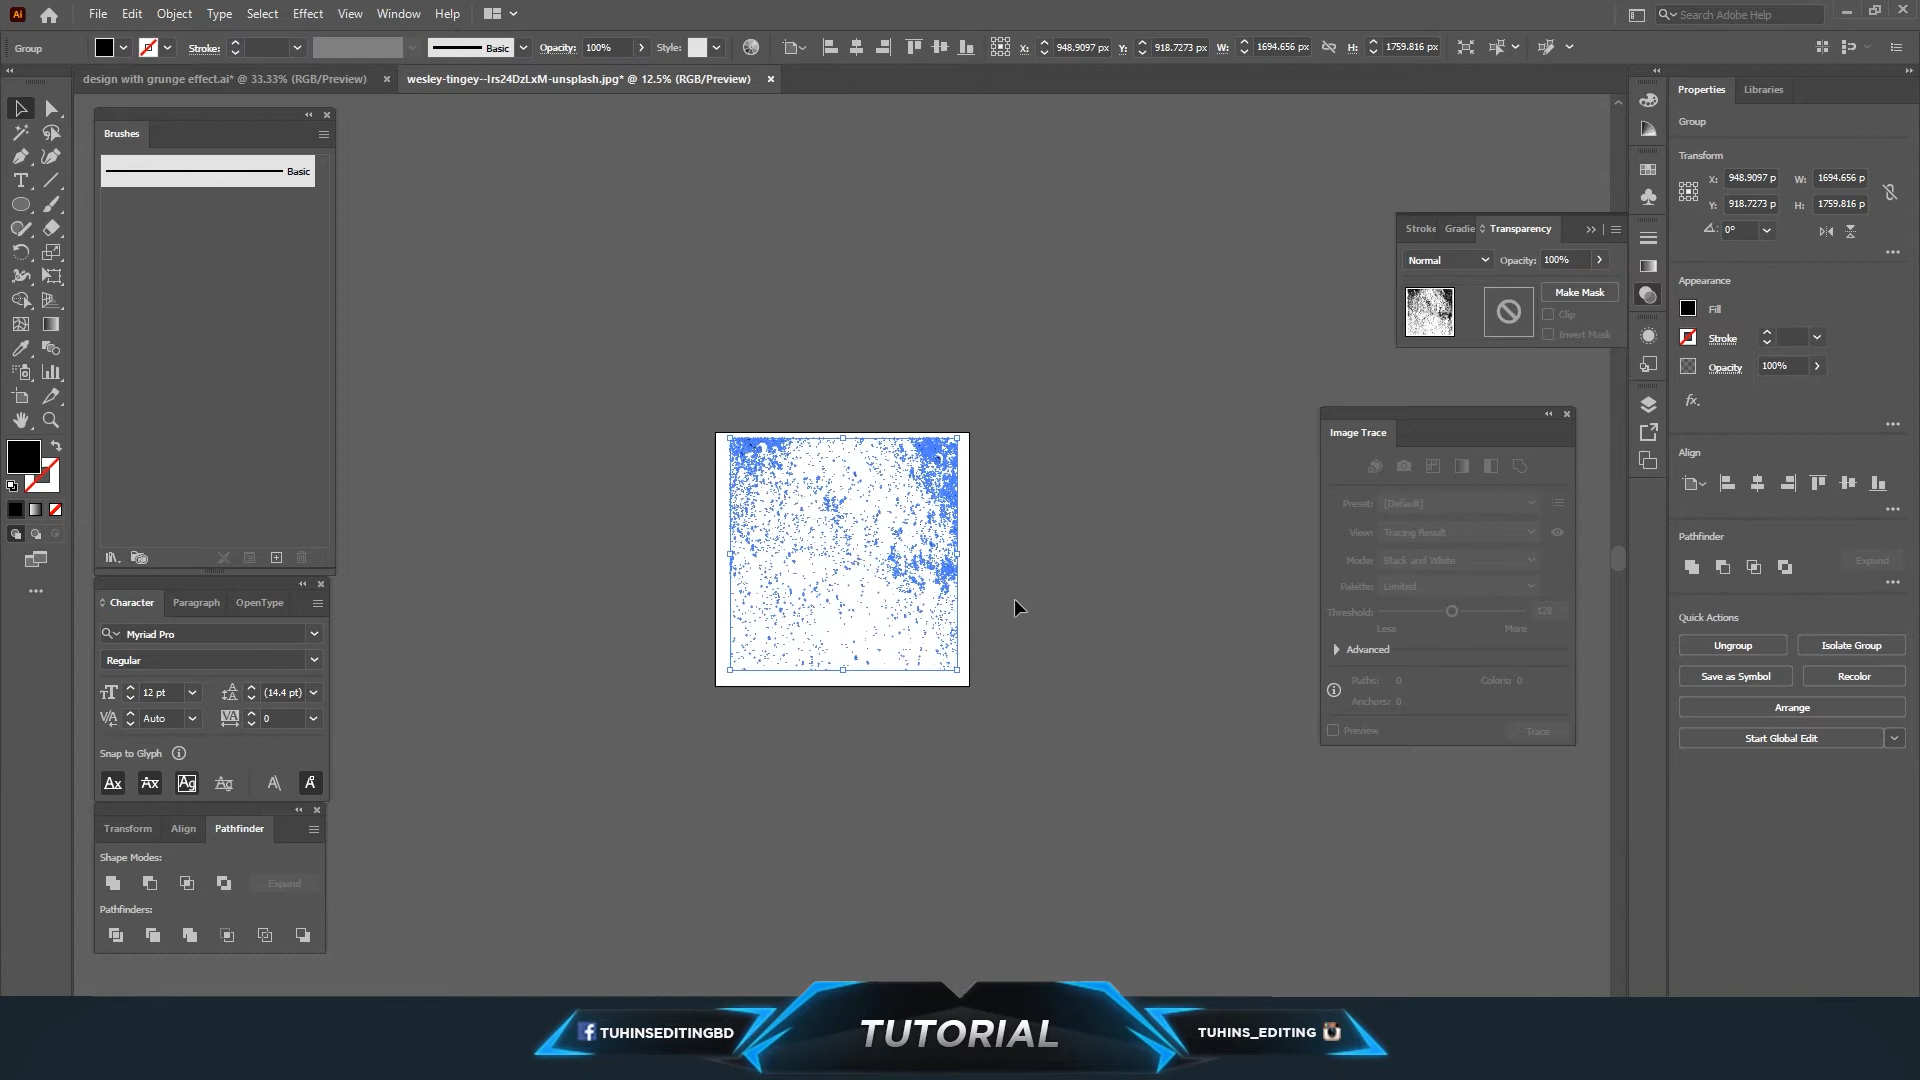 Ai File Edit Object Type Select Effect View Window Help Search Adobe Help
Group Stroke: Basic Opacity: 100% Style: X: 948.9097 px Y: 918.7273 px W: 1694.656 px H: 1759.816 px
design with grunge effect.ai* @ 33.33% (RGB/Preview) × wesley-tingey--Irs24DzLxM-unsplash.jpg* @ 12.5% (RGB/Preview) ×
Brushes
Basic
Character Paragraph OpenType
Myriad Pro
Regular
12 pt (14.4 pt)
Auto 0
Snap to Glyph
Transform Align Pathfinder
Shape Modes:
Expand
Pathfinders:
Stroke Gradie Transparency
Normal Opacity: 100%
Make Mask
Clip
Invert Mask
Image Trace
Preset: [Default]
View: Tracing Result
Mode: Black and White
Palette: Limited
Threshold: 128
Less More
Advanced
Paths: 0 Colors: 0
Anchors: 0
Preview Trace
Properties Libraries
Group
Transform
X: 948.9097 p W: 1694.656 p
Y: 918.7273 p H: 1759.816 p
0°
Appearance
Fill
Stroke
Opacity 100%
fx.
Align
Pathfinder
Expand
Quick Actions
Ungroup Isolate Group
Save as Symbol Recolor
Arrange
Start Global Edit
TUHINSEDITINGBD TUTORIAL TUHINS_EDITING